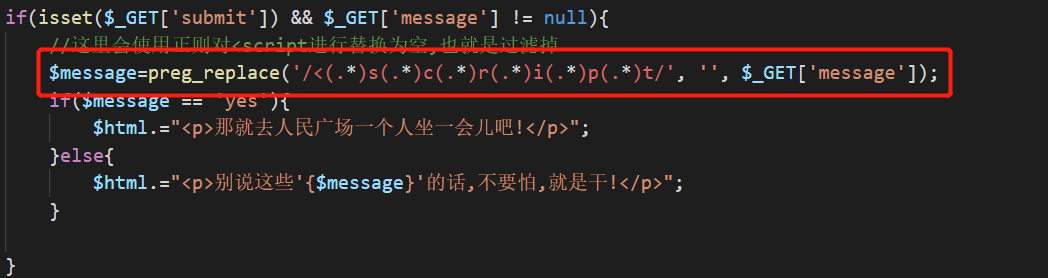 if(isset($_GET['submit']) && $_GET['message'] != null){
//这里会使用正则对<script进行替换为空,也就是过滤掉
$message=preg_replace('/<(.*)s(.*)c(.*)r(.*)i(.*)p(.*)t/', '', $_GET['message']);
if($message == 'yes'){
$html.="<p>那就去人民广场一个人坐一会儿吧!</p>";
}else{
$html.="<p>别说这些'{$message}'的话,不要怕,就是干!</p>";
}
}